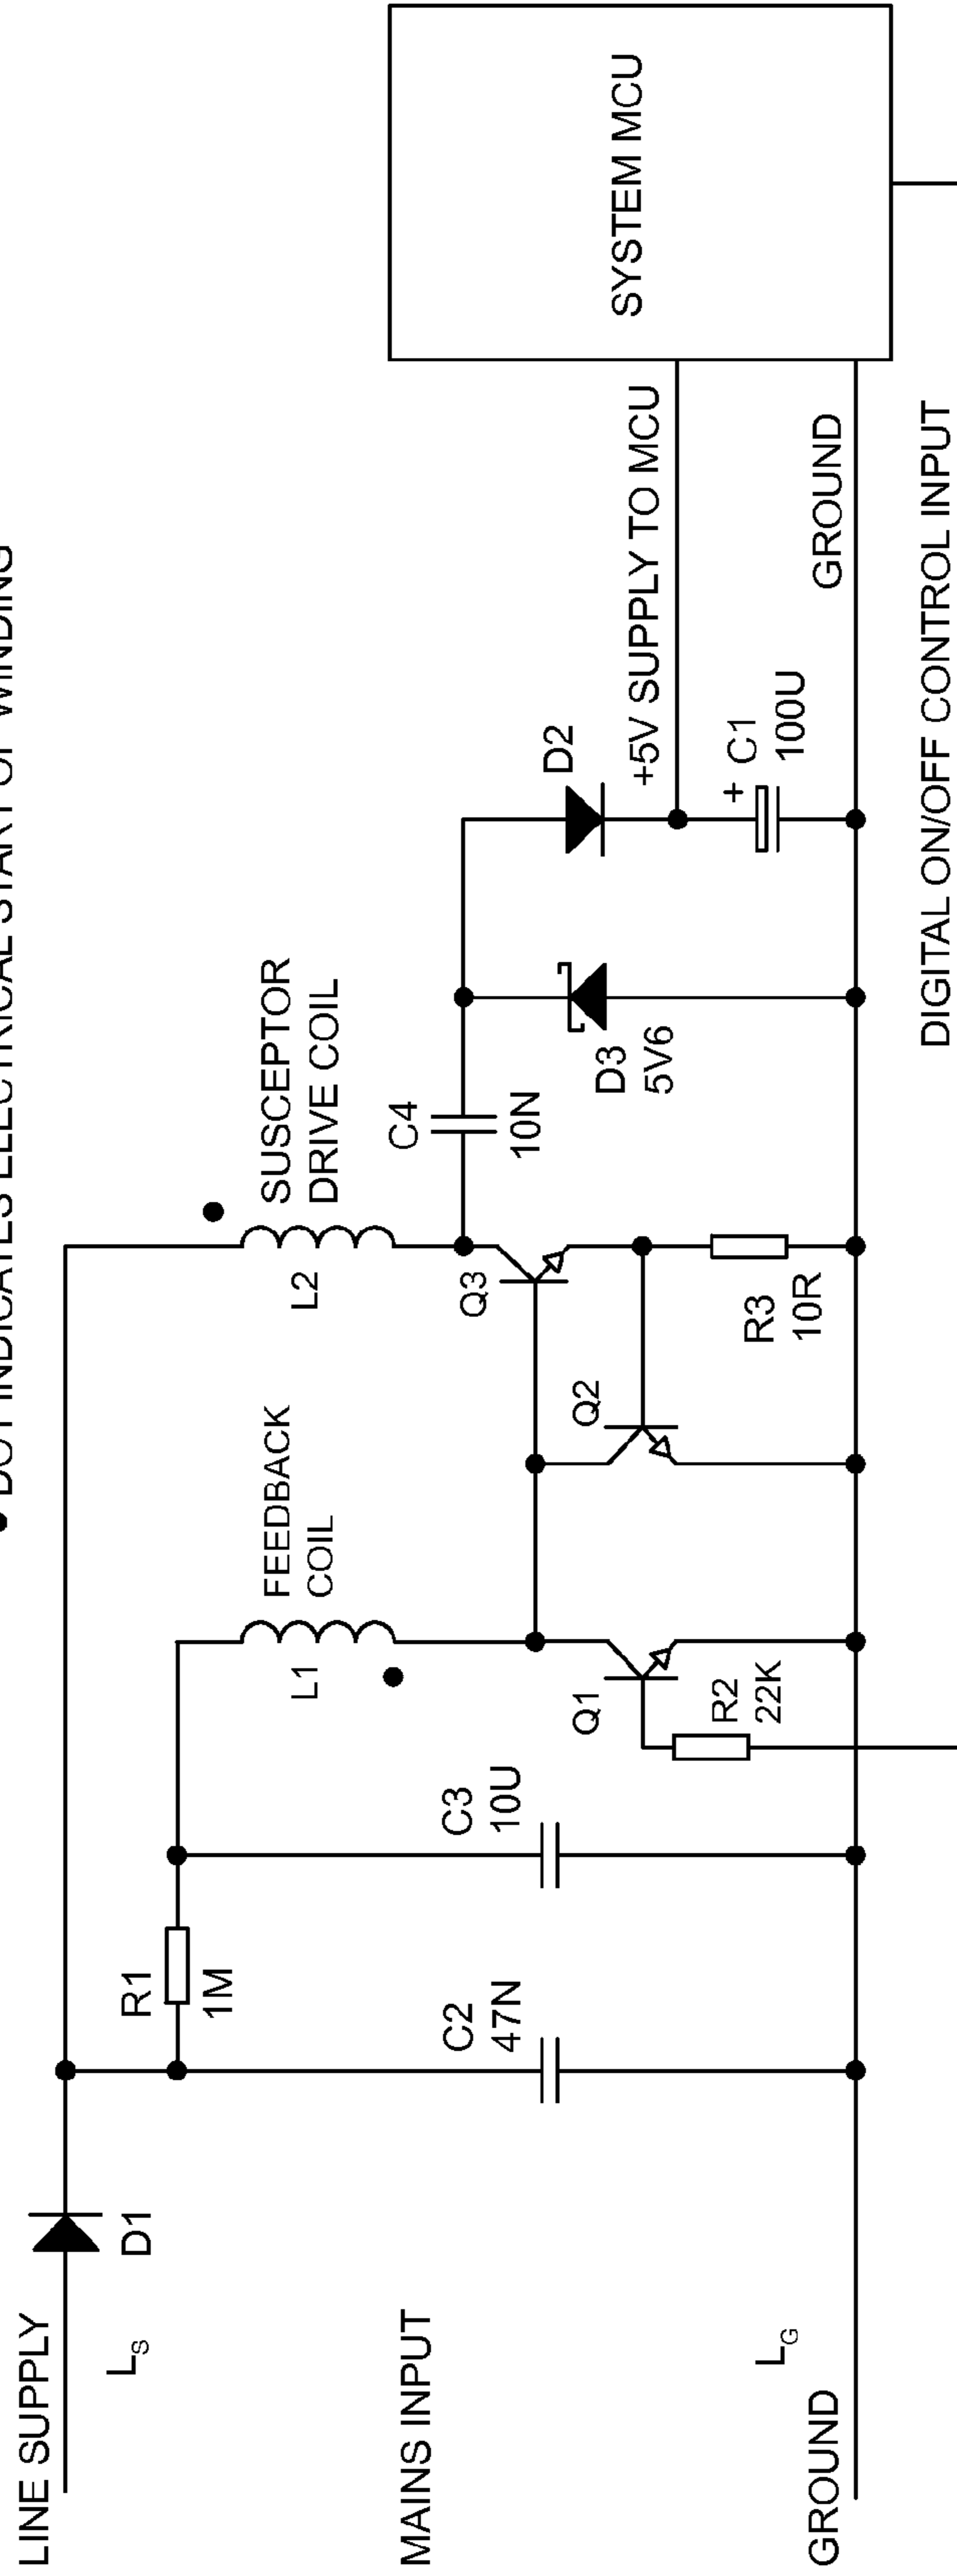 • DOT INDICATES ELECTRICAL START OF WINDING
LINE SUPPLY
L_S
D1
MAINS INPUT
GROUND
L_G
R1
1M
C2
47N
C3
10U
L1
FEEDBACK
COIL
Q1
R2
22K
Q2
L2
SUSCEPTOR
DRIVE COIL
Q3
R3
10R
C4
10N
D3
5V6
D2
+
C1
100U
+5V SUPPLY TO MCU
GROUND
SYSTEM MCU
DIGITAL ON/OFF CONTROL INPUT